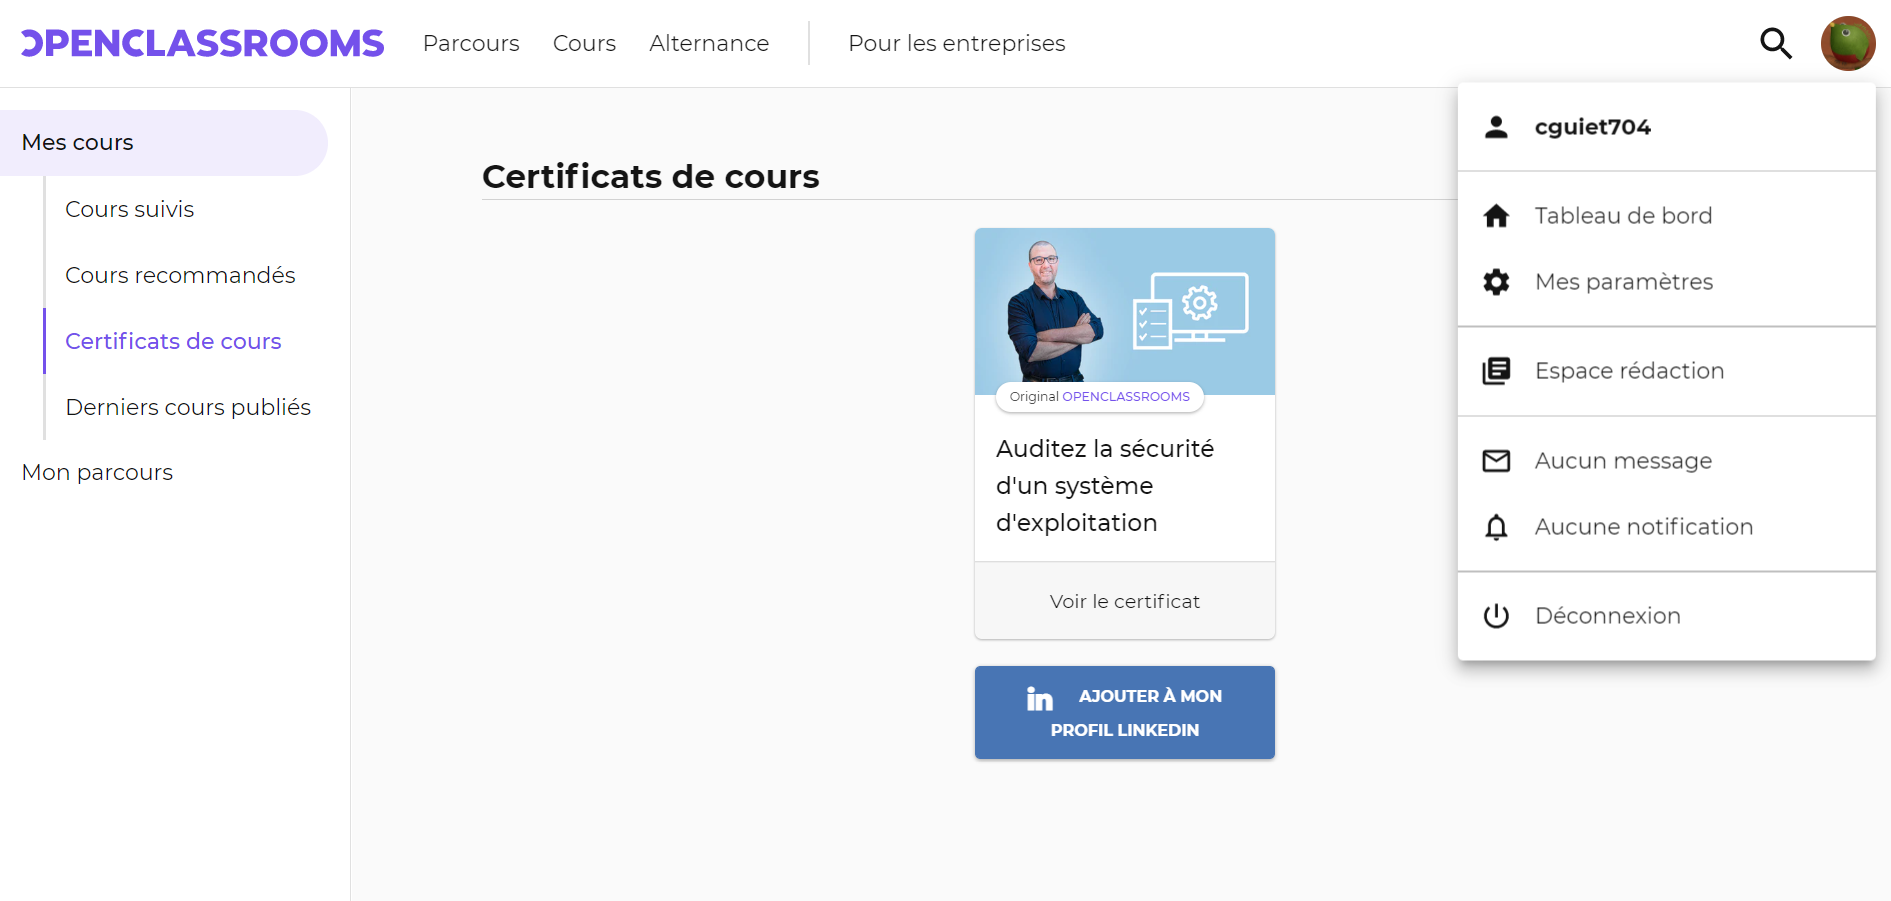 OPENCLASSROOMS
Parcours
Cours
Alternance
Pour les entreprises
Mes cours
Cours suivis
Cours recommandés
Certificats de cours
Derniers cours publiés
Mon parcours
Certificats de cours
Original OPENCLASSROOMS
Auditez la sécurité
d'un système
d'exploitation
Voir le certificat
in AJOUTER À MON
PROFIL LINKEDIN
cguiet704
Tableau de bord
Mes paramètres
Espace rédaction
Aucun message
Aucune notification
Déconnexion